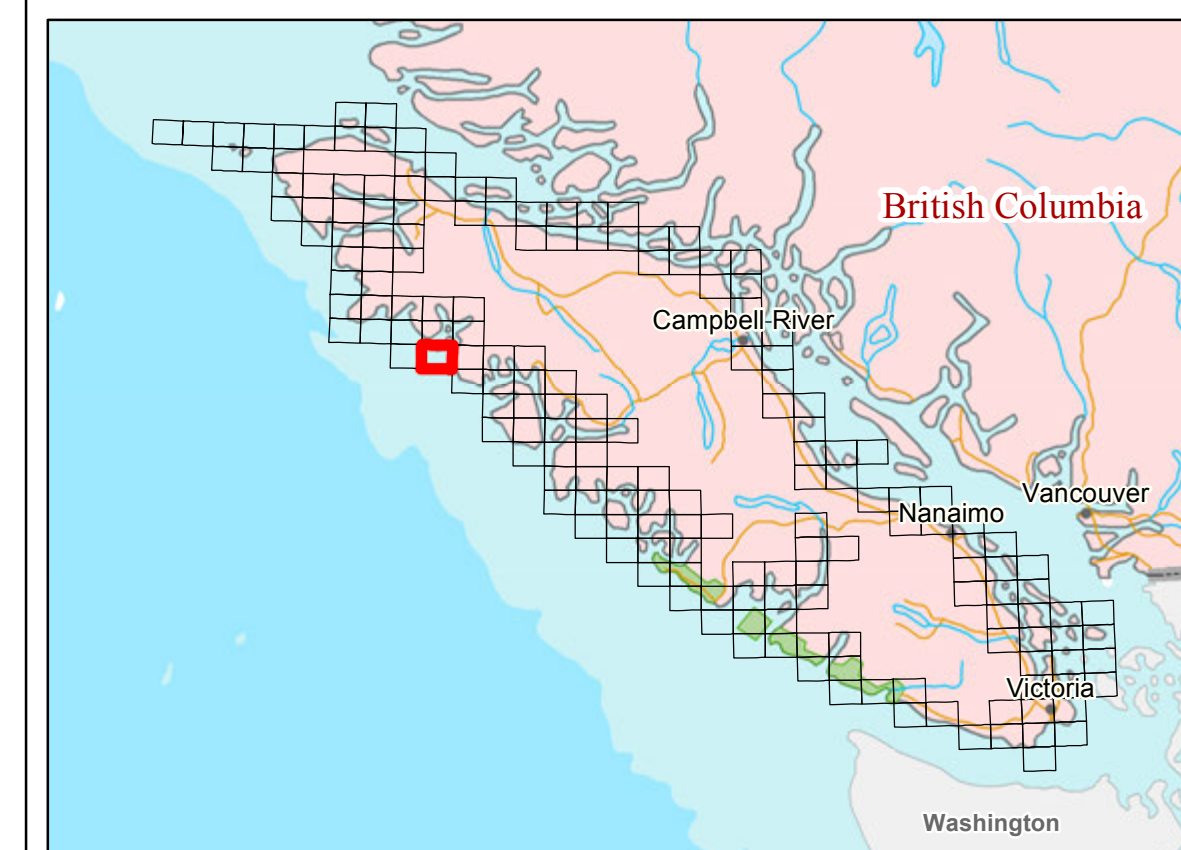 British Columbia
Campbell River
Vancouver
Nanaimo
Victoria
Washington